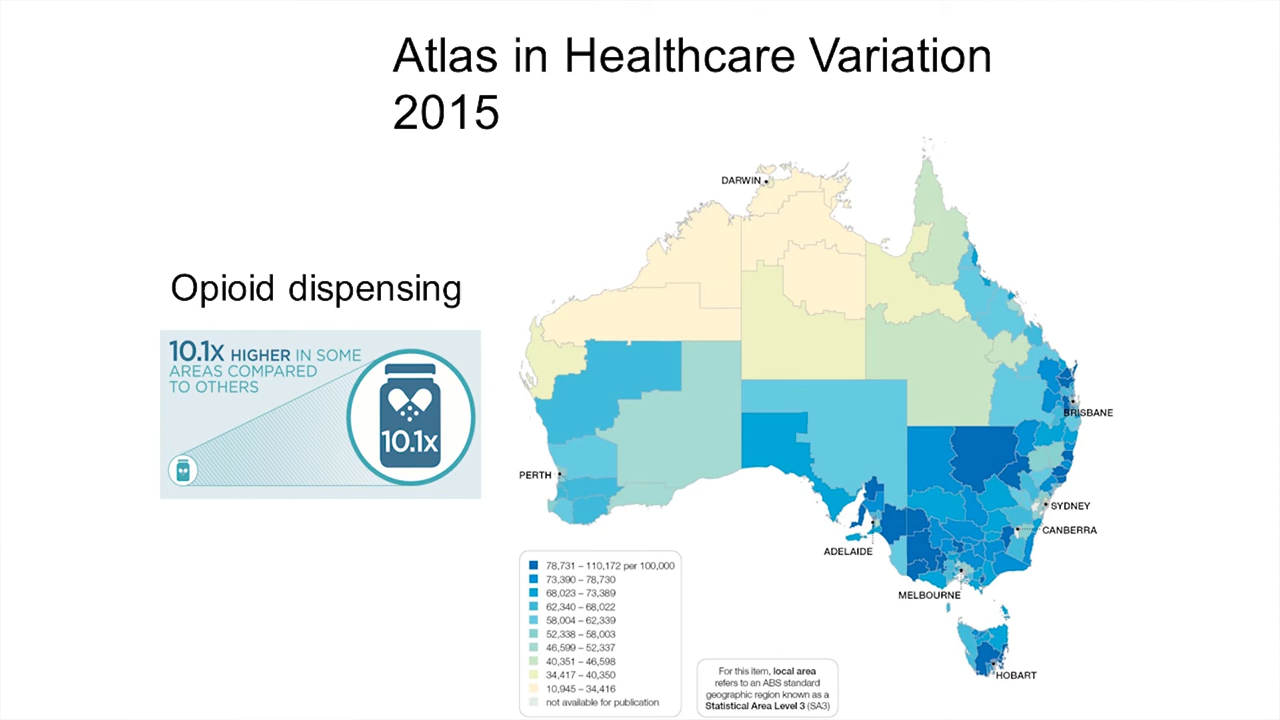 Atlas in Healthcare Variation
2015
Opioid dispensing
10.1x HIGHER IN SOME
AREAS COMPARED
TO OTHERS
10.1x
DARWIN
BRISBANE
PERTH
SYDNEY
CANBERRA
ADELAIDE
MELBOURNE
HOBART
78,731 – 110,172 per 100,000
73,390 – 78,730
68,023 – 73,389
62,340 – 68,022
58,004 – 62,339
52,338 – 58,003
46,599 – 52,337
40,351 – 46,598
34,417 – 40,350
10,945 – 34,416
not available for publication
For this item, local area
refers to an ABS standard
geographic region known as a
Statistical Area Level 3 (SA3)